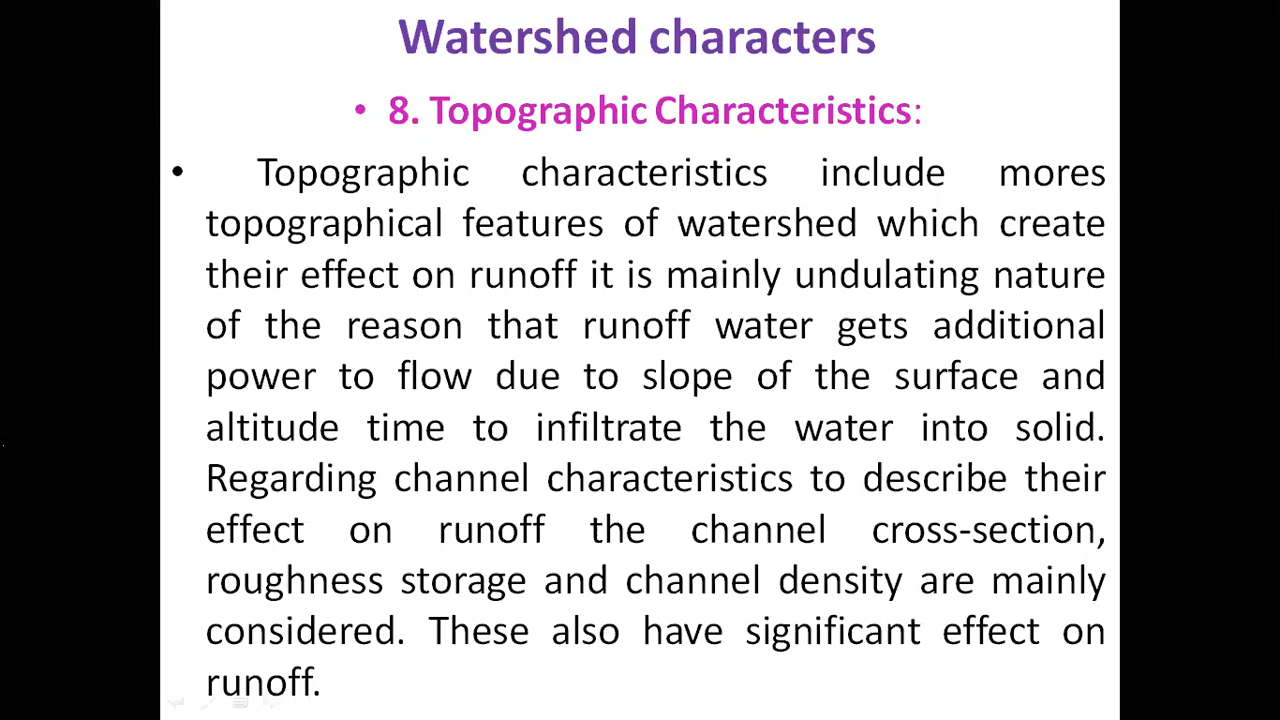 Watershed characters
• 8. Topographic Characteristics:
• Topographic characteristics include mores
topographical features of watershed which create
their effect on runoff it is mainly undulating nature
of the reason that runoff water gets additional
power to flow due to slope of the surface and
altitude time to infiltrate the water into solid.
Regarding channel characteristics to describe their
effect on runoff the channel cross-section,
roughness storage and channel density are mainly
considered. These also have significant effect on
runoff.